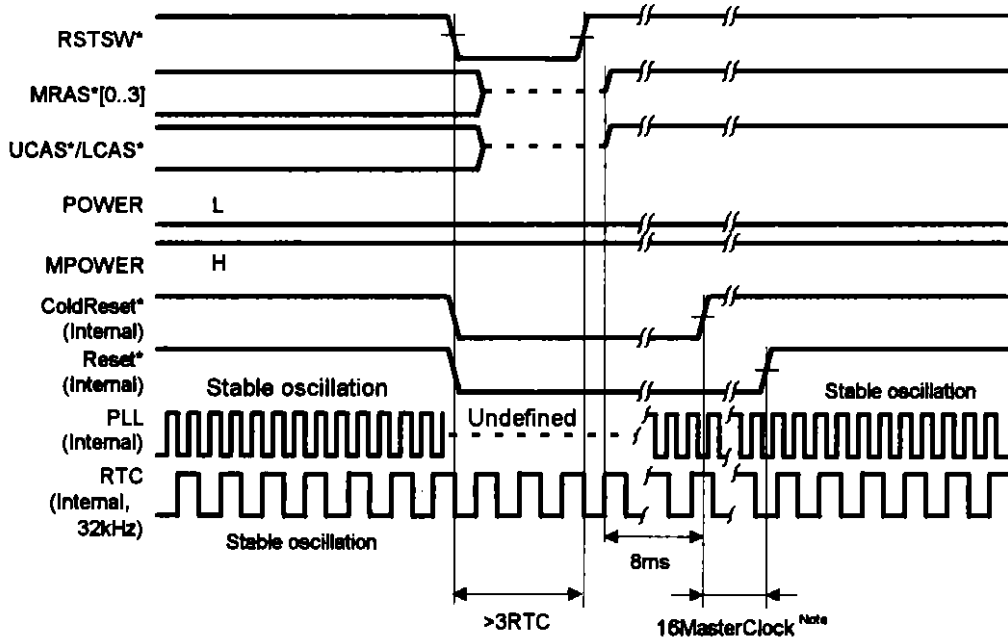 RSTSW*
MRAS*[0..3]
UCAS*/LCAS*
POWER L
MPOWER H
ColdReset*
(Internal)
Reset*
(Internal)
Stable oscillation
Stable oscillation
PLL
(Internal)
Undefined
RTC
(Internal,
32kHz)
Stable oscillation
8ms
>3RTC
16MasterClock Note